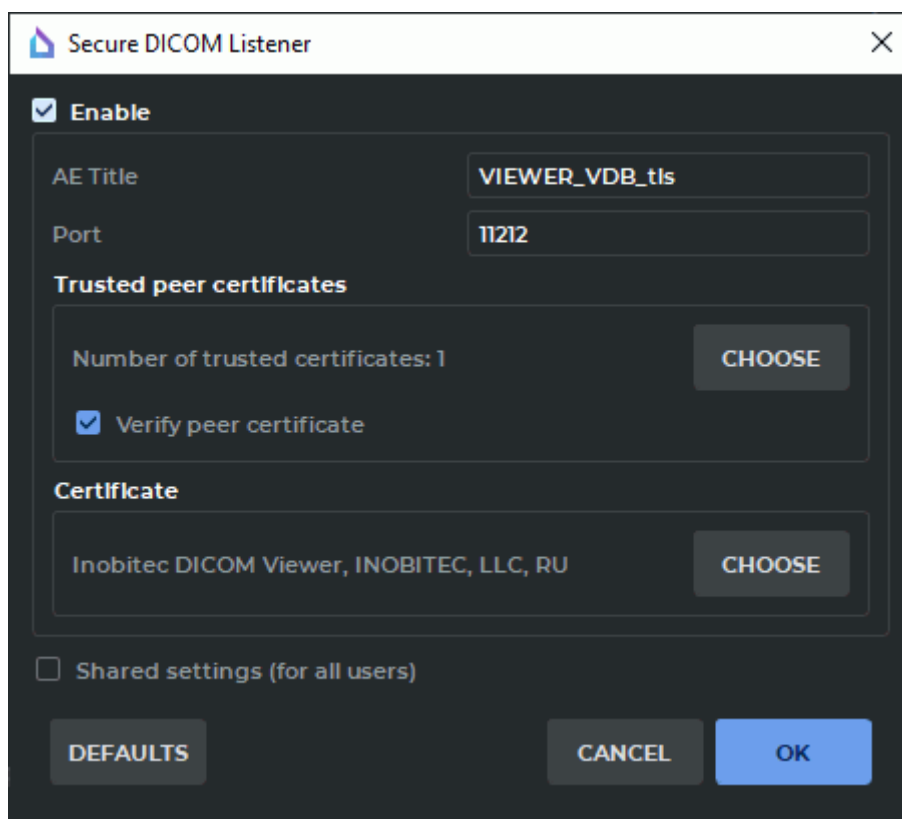 Secure DICOM Listener
Enable
AE Title VIEWER_VDB_tls
Port 11212
Trusted peer certificates
Number of trusted certificates: 1 CHOOSE
Verify peer certificate
Certificate
Inobitec DICOM Viewer, INOBITEC, LLC, RU CHOOSE
Shared settings (for all users)
DEFAULTS CANCEL OK